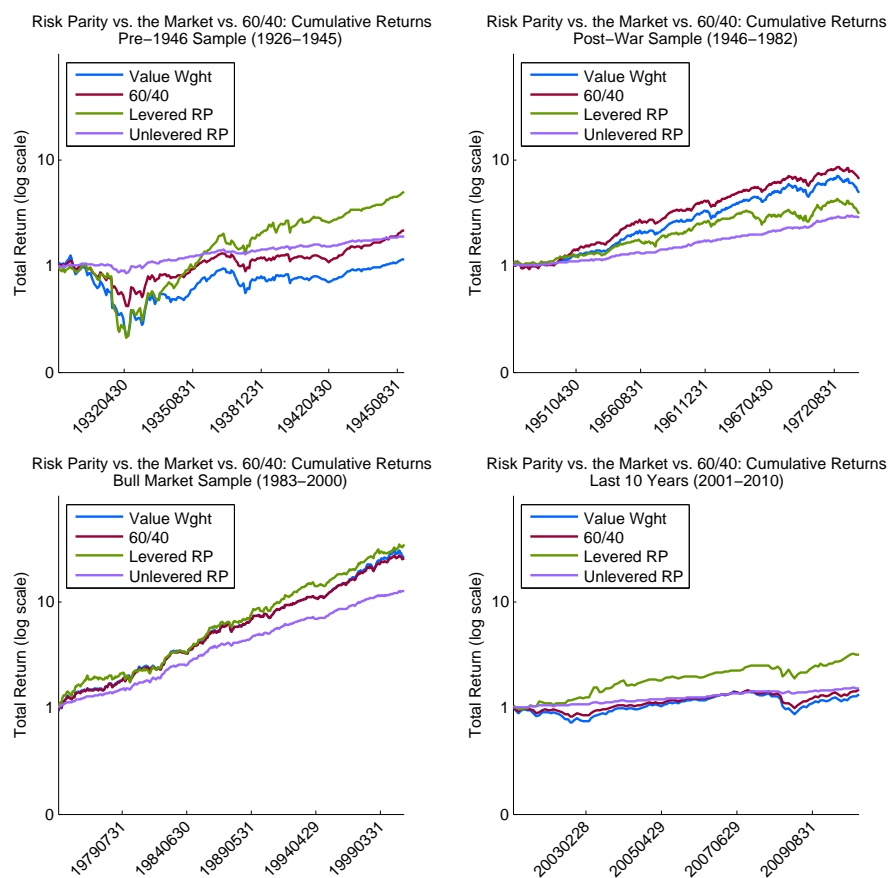 Risk Parity vs. the Market vs. 60/40: Cumulative Returns
Pre−1946 Sample (1926−1945)
Value Wght
60/40
Levered RP
Unlevered RP
Total Return (log scale)
10
1
0
19320430
19350831
19381231
19420430
19450831
Risk Parity vs. the Market vs. 60/40: Cumulative Returns
Post−War Sample (1946−1982)
Value Wght
60/40
Levered RP
Unlevered RP
Total Return (log scale)
10
1
0
19510430
19560831
19611231
19670430
19720831
Risk Parity vs. the Market vs. 60/40: Cumulative Returns
Bull Market Sample (1983−2000)
Value Wght
60/40
Levered RP
Unlevered RP
Total Return (log scale)
10
1
0
19790731
19840630
19890531
19940429
19990331
Risk Parity vs. the Market vs. 60/40: Cumulative Returns
Last 10 Years (2001−2010)
Value Wght
60/40
Levered RP
Unlevered RP
Total Return (log scale)
10
1
0
20030228
20050429
20070629
20090831